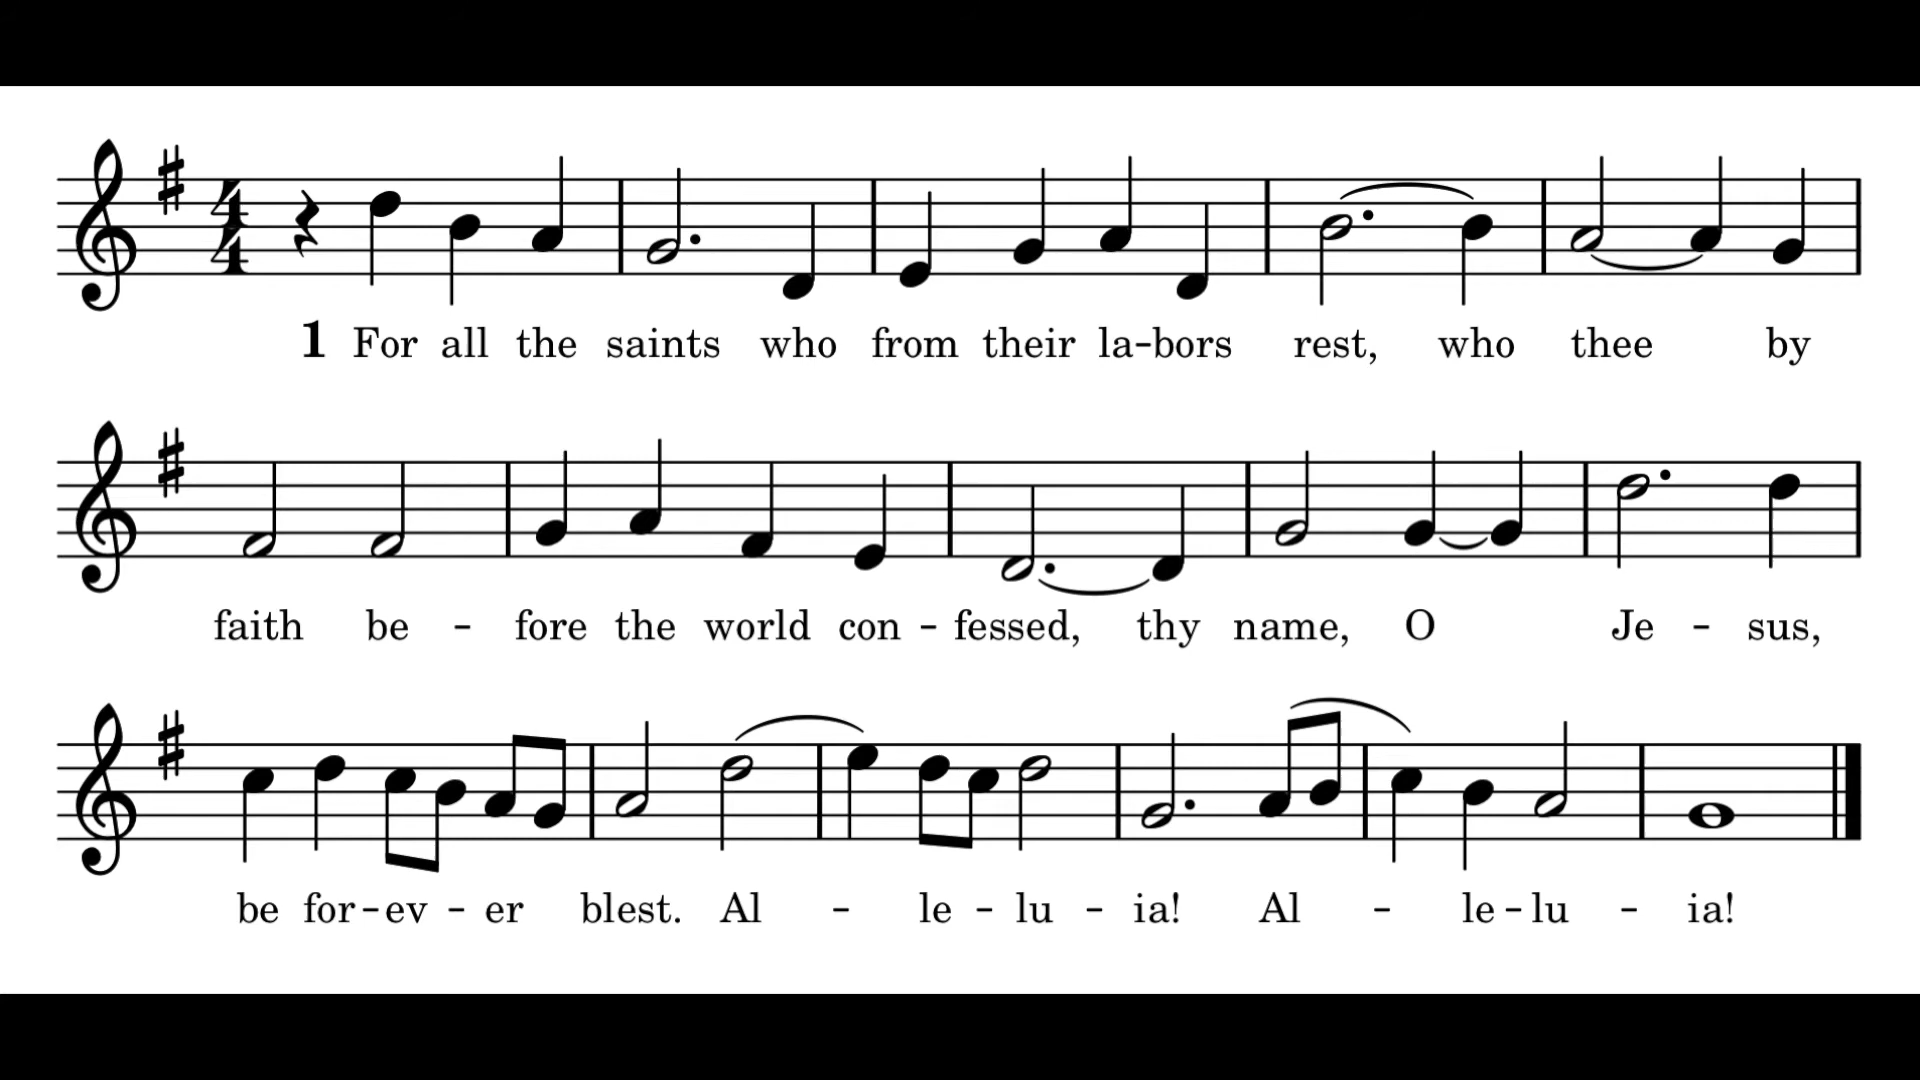 1 For all the saints who from their la-bors rest, who thee by
faith be - fore the world con - fessed, thy name, O Je - sus,
be for-ev - er blest. Al - le - lu - ia! Al - le-lu - ia!